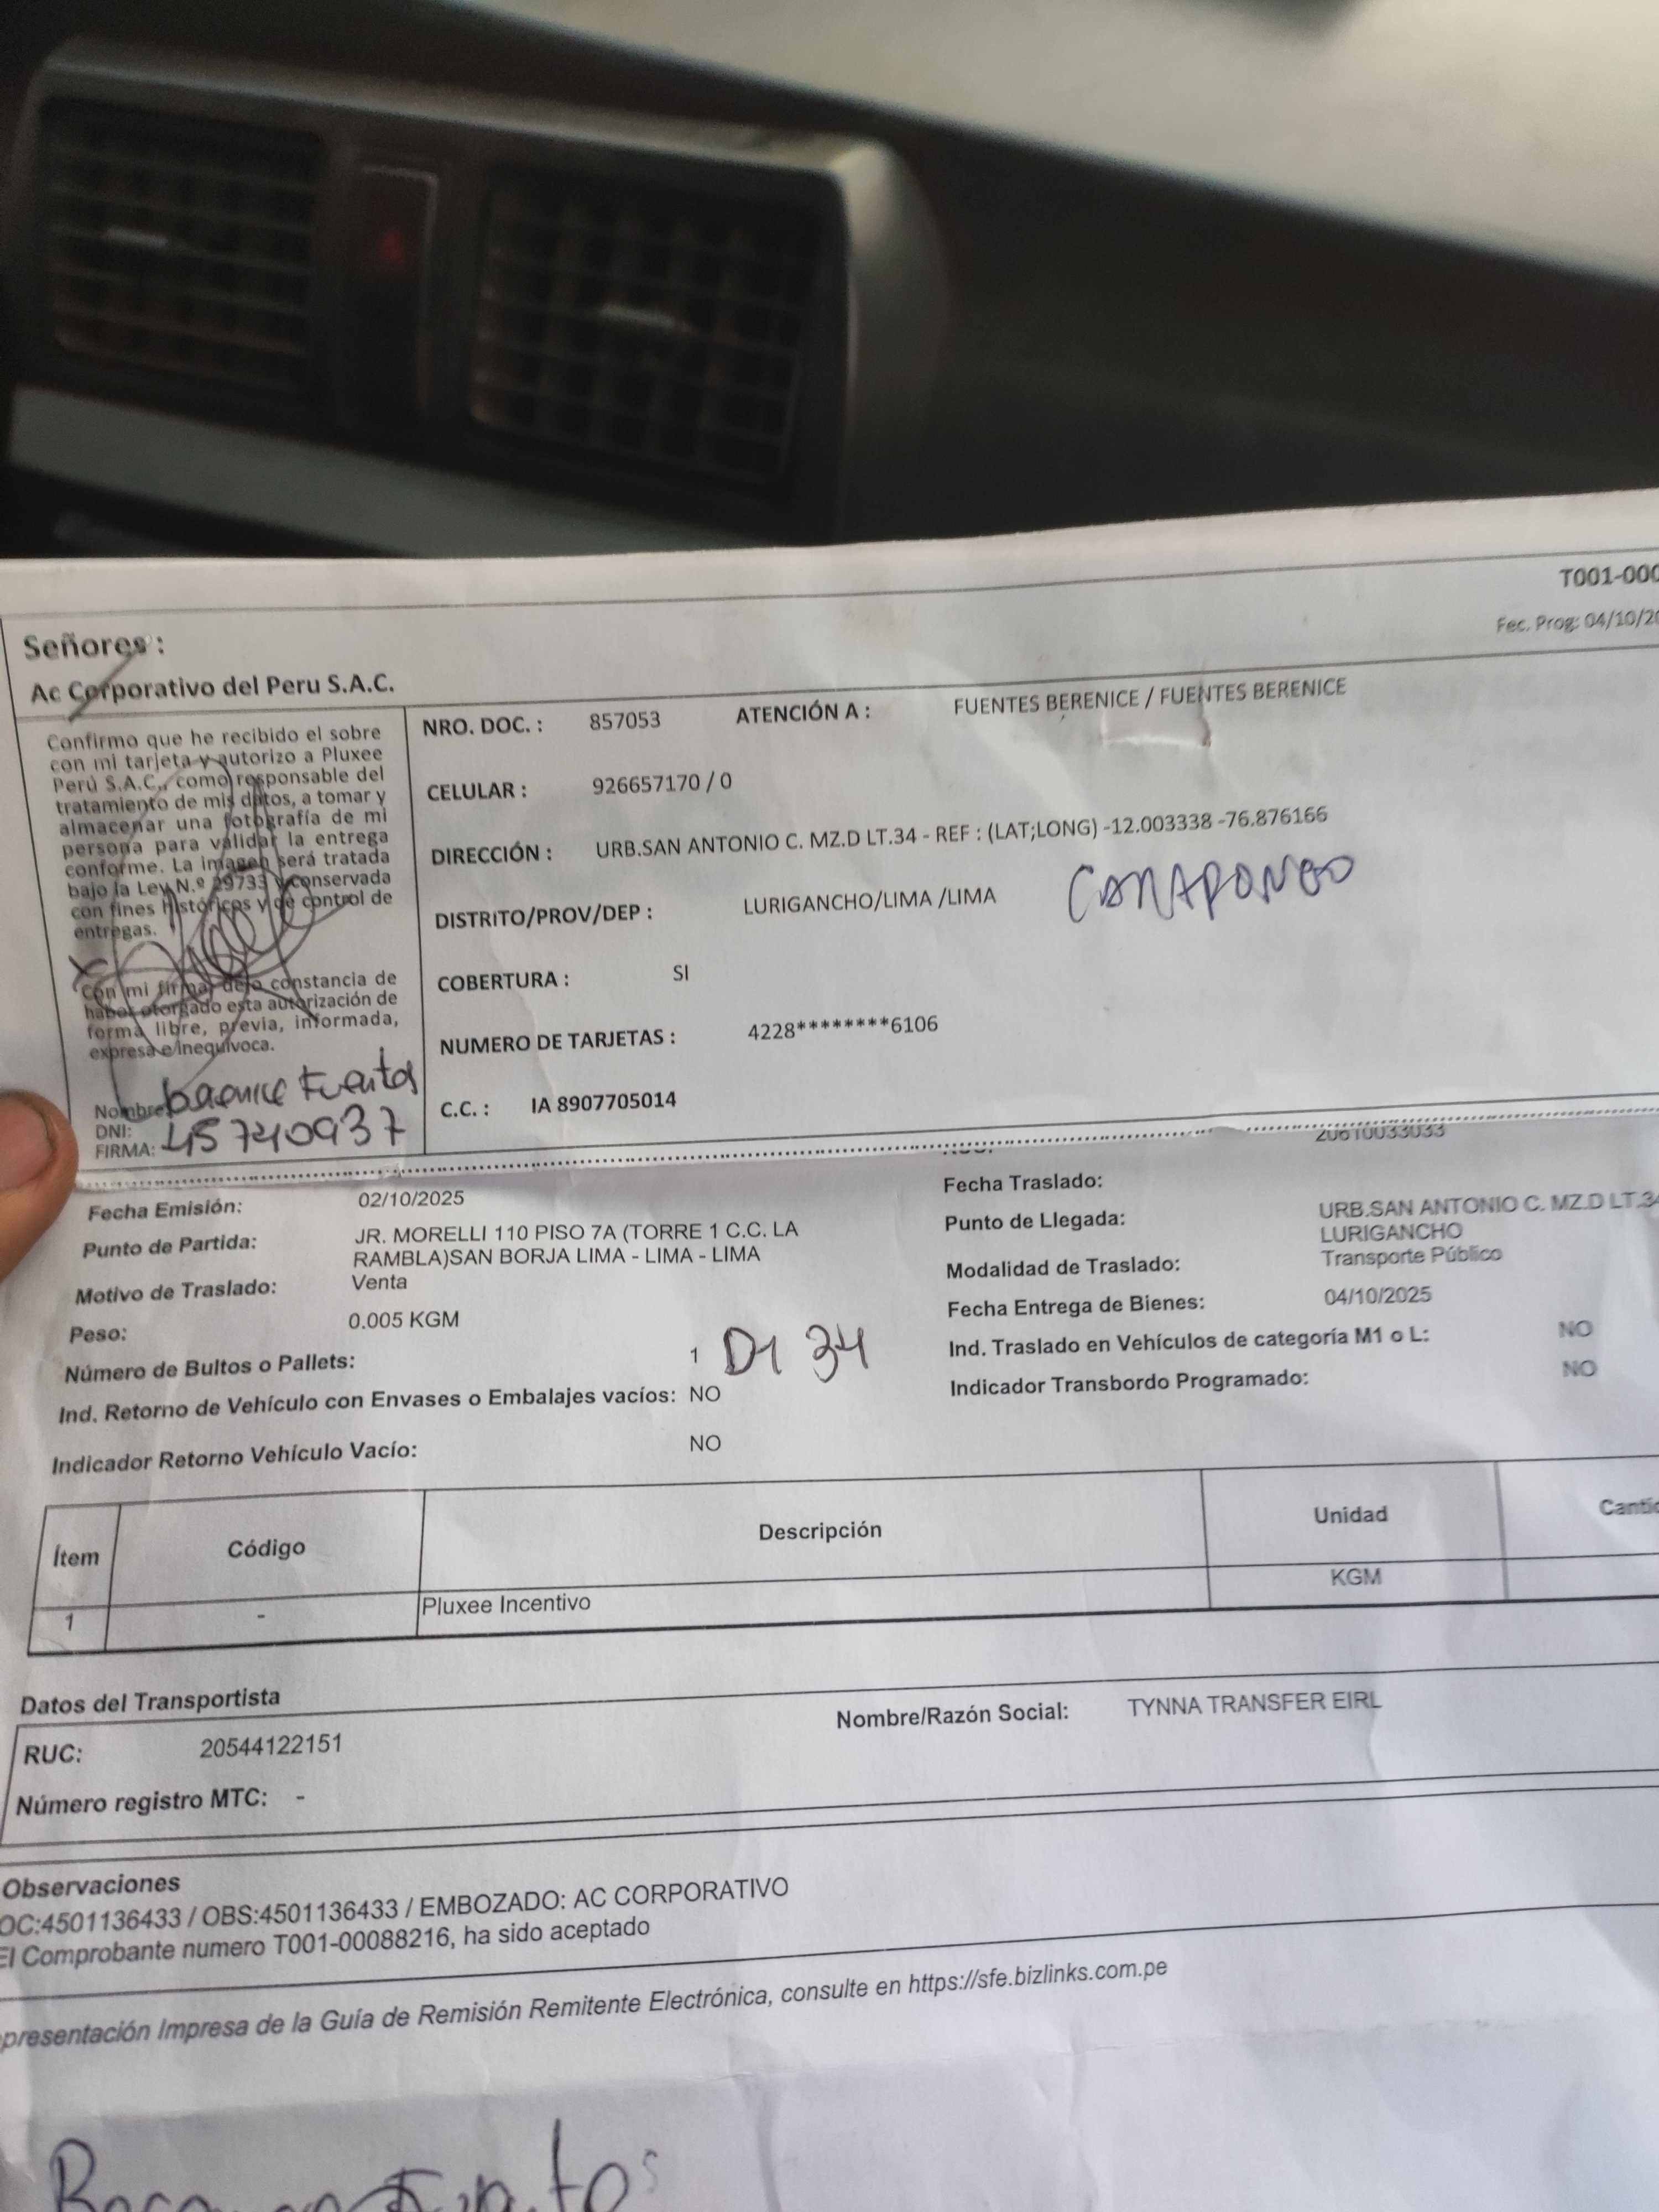 T001-000
Fec. Prog: 04/10/20
Señores :
Ac Corporativo del Peru S.A.C.
Confirmo que he recibido el sobre
con mi tarjeta y autorizo a Pluxee
Perú S.A.C., como responsable del
tratamiento de mis datos, a tomar y
almacenar una fotografía de mi
persona para validar la entrega
conforme. La imagen será tratada
bajo la Ley N.º 29733 y conservada
con fines históricos y de control de
entregas.
Con mi firma, dejo constancia de
haber otorgado esta autorización de
forma libre, previa, informada,
expresa e inequívoca.
Nombre: berenice Fuentes
DNI:
FIRMA: 45740937
NRO. DOC. : 857053 ATENCIÓN A : FUENTES BERENICE / FUENTES BERENICE
CELULAR : 926657170 / 0
DIRECCIÓN : URB.SAN ANTONIO C. MZ.D LT.34 - REF : (LAT;LONG) -12.003338 -76.876166
DISTRITO/PROV/DEP : LURIGANCHO/LIMA /LIMA CARAPONGO
COBERTURA : SI
NUMERO DE TARJETAS : 4228********6106
C.C. : IA 8907705014
20610033033
Fecha Emisión: 02/10/2025
Punto de Partida: JR. MORELLI 110 PISO 7A (TORRE 1 C.C. LA
RAMBLA)SAN BORJA LIMA - LIMA - LIMA
Motivo de Traslado: Venta
Peso: 0.005 KGM
Número de Bultos o Pallets: 1 D1 34
Ind. Retorno de Vehículo con Envases o Embalajes vacíos: NO
Indicador Retorno Vehículo Vacío: NO
Fecha Traslado:
Punto de Llegada: URB.SAN ANTONIO C. MZ.D LT.34
LURIGANCHO
Modalidad de Traslado: Transporte Público
Fecha Entrega de Bienes: 04/10/2025
Ind. Traslado en Vehículos de categoría M1 o L: NO
Indicador Transbordo Programado: NO
Ítem Código Descripción Unidad Cantid
1 - Pluxee Incentivo KGM
Datos del Transportista
RUC: 20544122151 Nombre/Razón Social: TYNNA TRANSFER EIRL
Número registro MTC: -
Observaciones
OC:4501136433 / OBS:4501136433 / EMBOZADO: AC CORPORATIVO
El Comprobante numero T001-00088216, ha sido aceptado
presentación Impresa de la Guía de Remisión Remitente Electrónica, consulte en https://sfe.bizlinks.com.pe